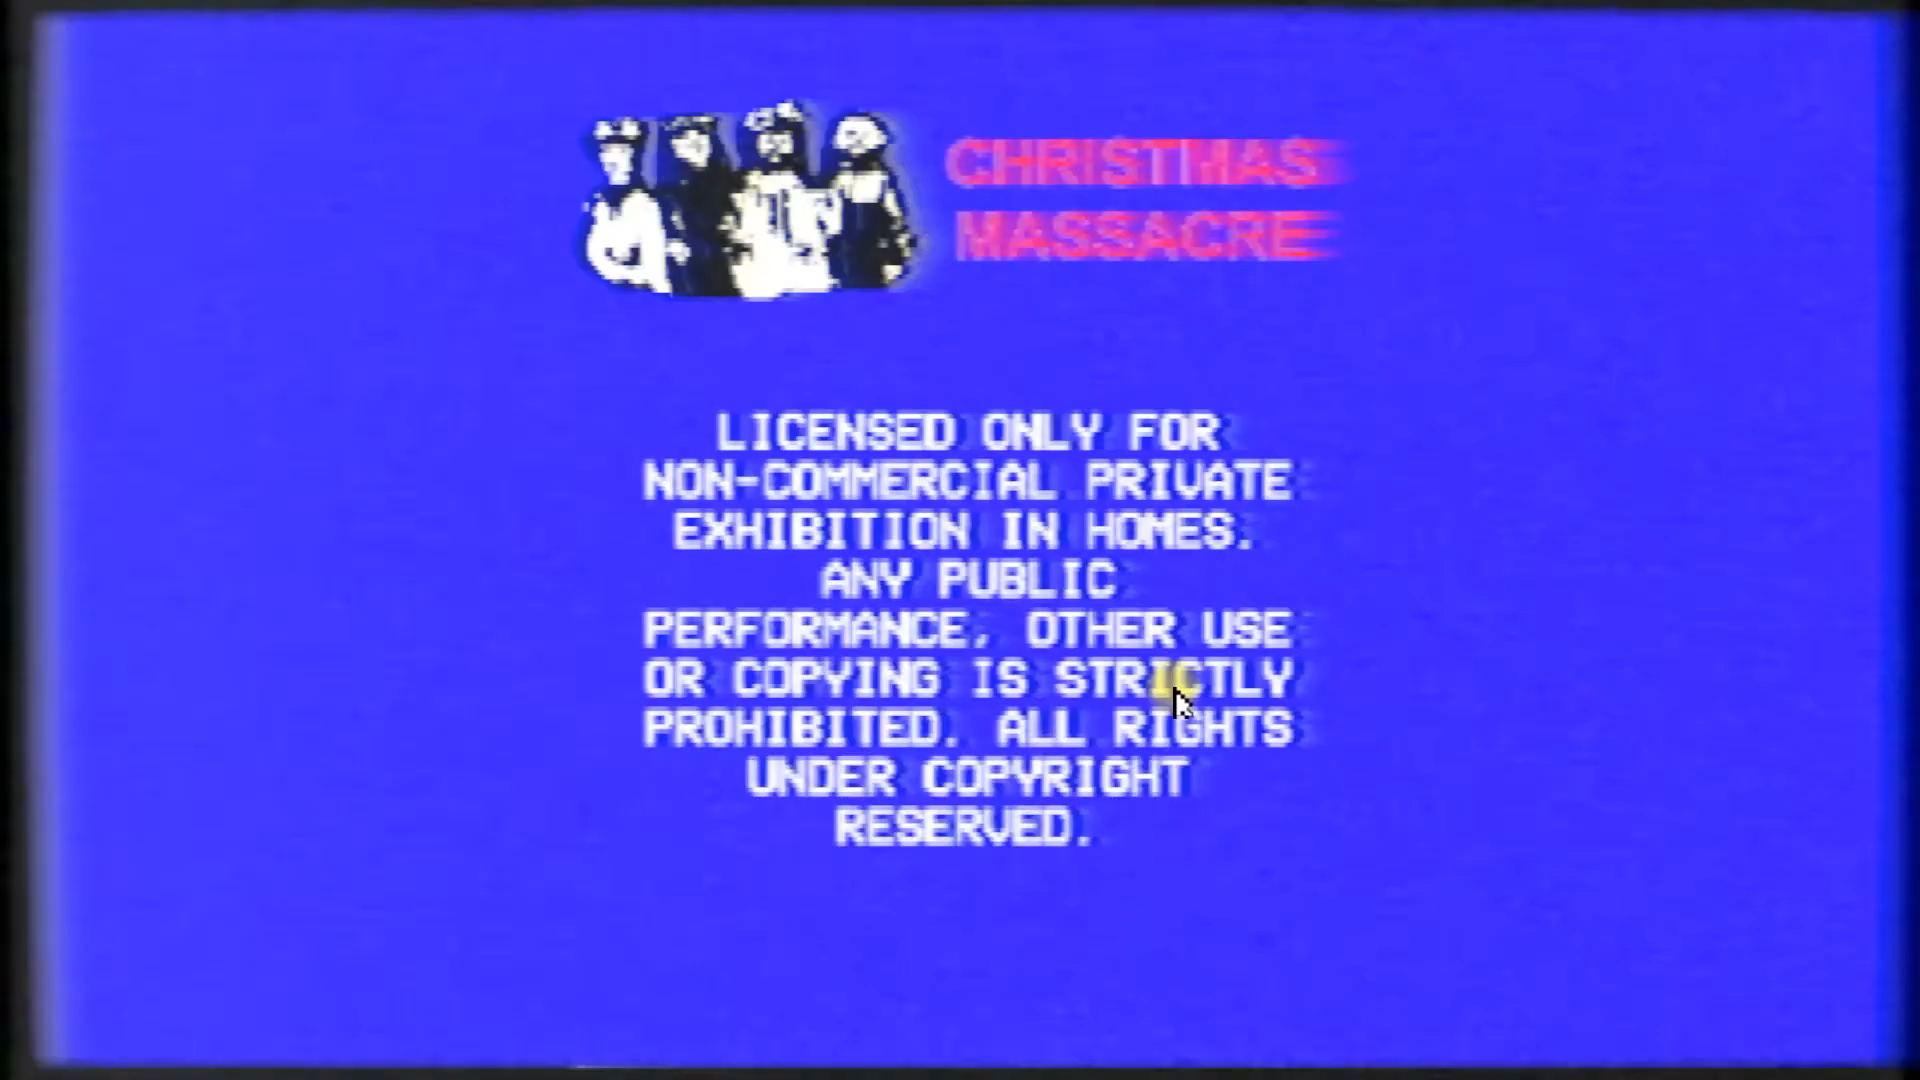 CHRISTMAS
MASSACRE
LICENSED ONLY FOR
NON-COMMERCIAL PRIVATE
EXHIBITION IN HOMES.
ANY PUBLIC
PERFORMANCE, OTHER USE
OR COPYING IS STRICTLY
PROHIBITED. ALL RIGHTS
UNDER COPYRIGHT
RESERVED.